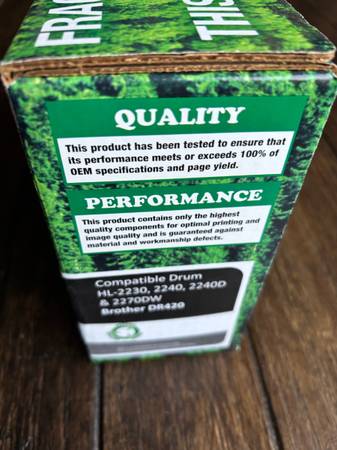 FRAG
THIS
QUALITY
This product has been tested to ensure that
its performance meets or exceeds 100% of
OEM specifications and page yield.
PERFORMANCE
This product contains only the highest
quality components for optimal printing and
image quality and is guaranteed against
material and workmanship defects.
Compatible Drum
HL-2230, 2240, 2240D
& 2270DW
Brother DR420